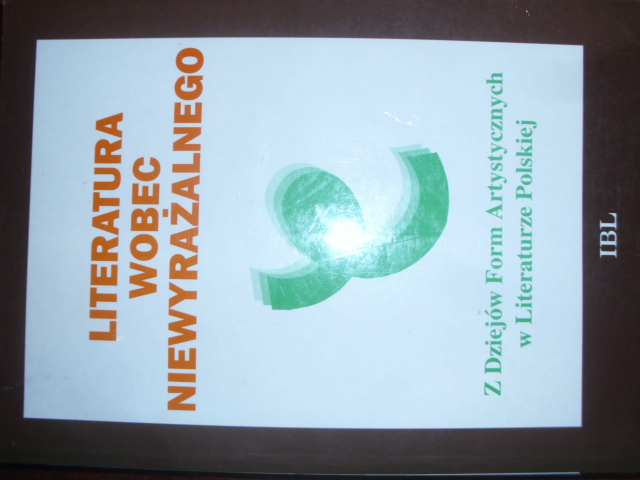 LITERATURA
WOBEC
NIEWYRAŻALNEGO
Z Dziejów Form Artystycznych
w Literaturze Polskiej
IBL